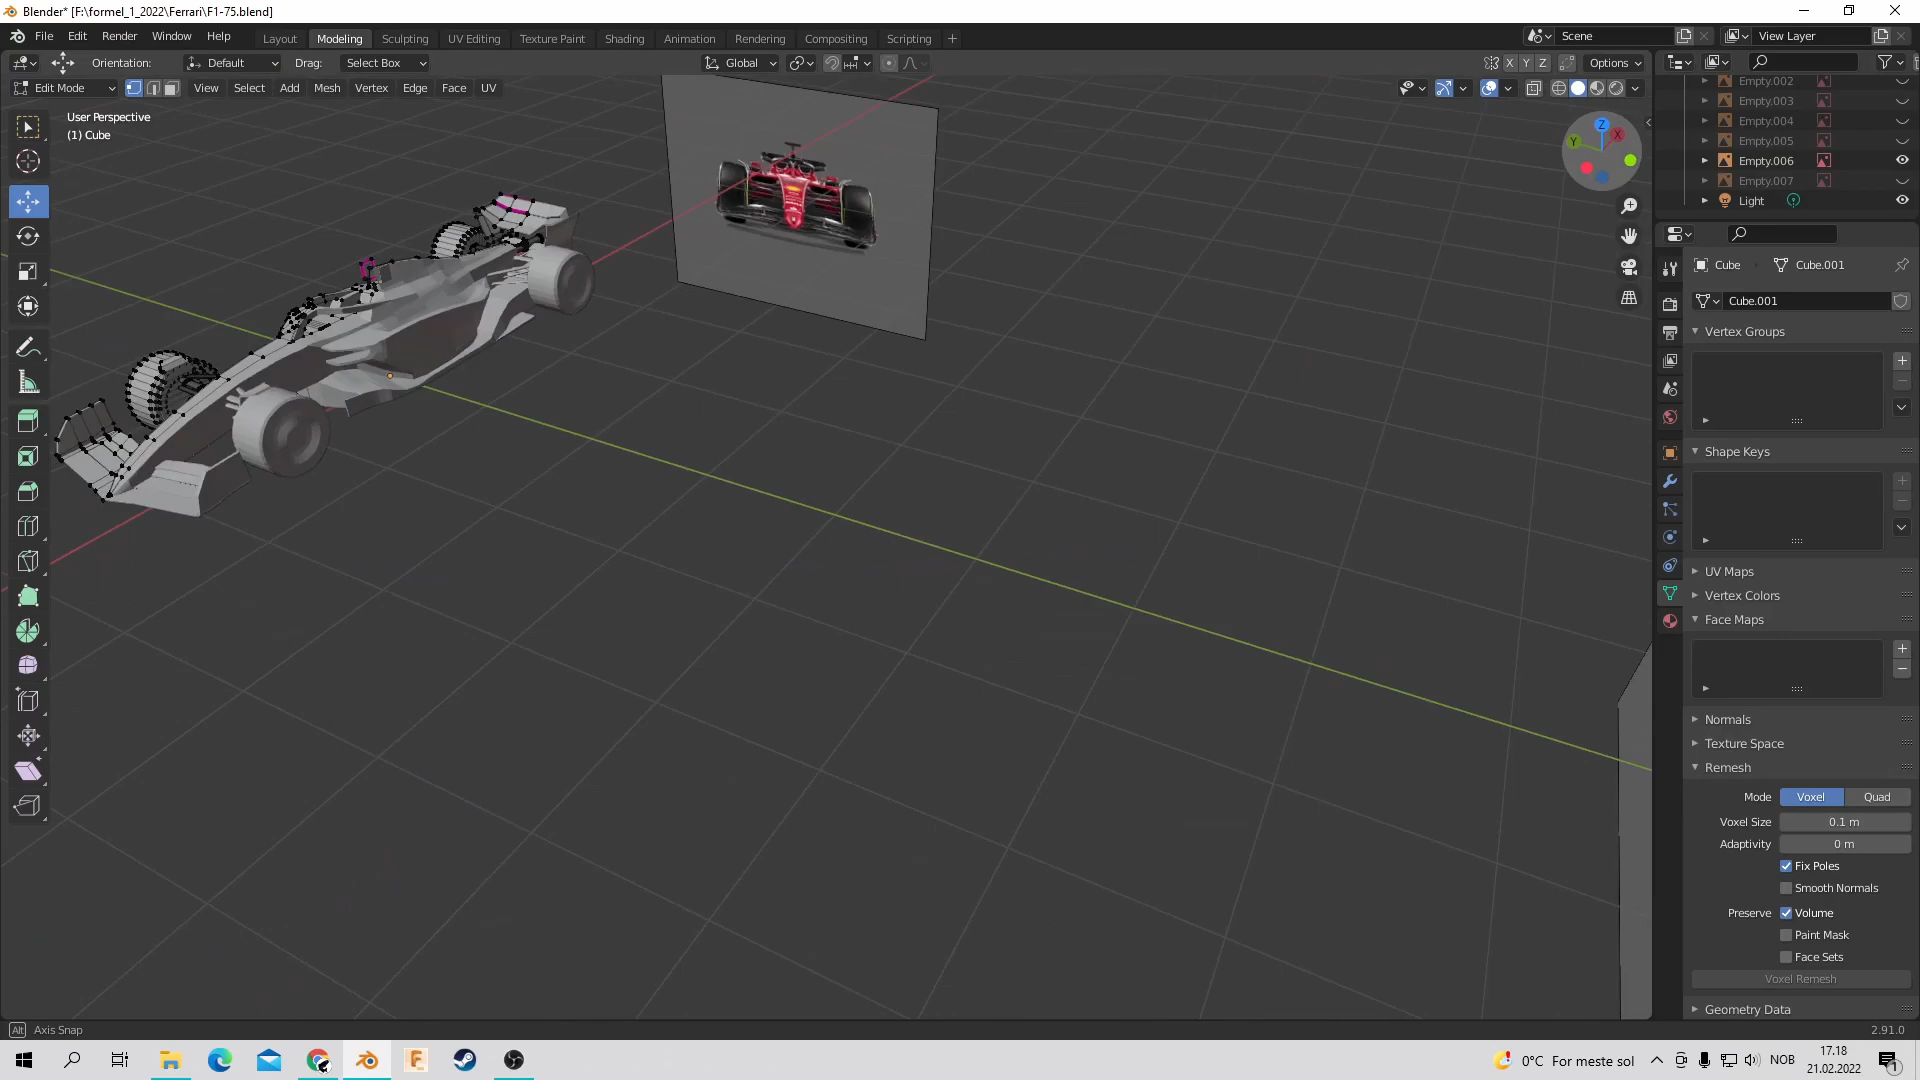 Blender* [F:\formel_1_2022\Ferrari\F1-75.blend]
File Edit Render Window Help Layout Modeling Sculpting UV Editing Texture Paint Shading Animation Rendering Compositing Scripting + Scene View Layer
Orientation: Default Drag: Select Box Global X Y Z Options
Edit Mode View Select Add Mesh Vertex Edge Face UV
User Perspective
(1) Cube
Z
X
Y
Empty.002
Empty.003
Empty.004
Empty.005
Empty.006
Empty.007
Light
Cube Cube.001
Cube.001
Vertex Groups
Shape Keys
UV Maps
Vertex Colors
Face Maps
Normals
Texture Space
Remesh
Mode Voxel Quad
Voxel Size 0.1 m
Adaptivity 0 m
Fix Poles
Smooth Normals
Preserve Volume
Paint Mask
Face Sets
Voxel Remesh
Geometry Data
Alt Axis Snap 2.91.0
0°C For meste sol NOB 17.18
21.02.2022
1